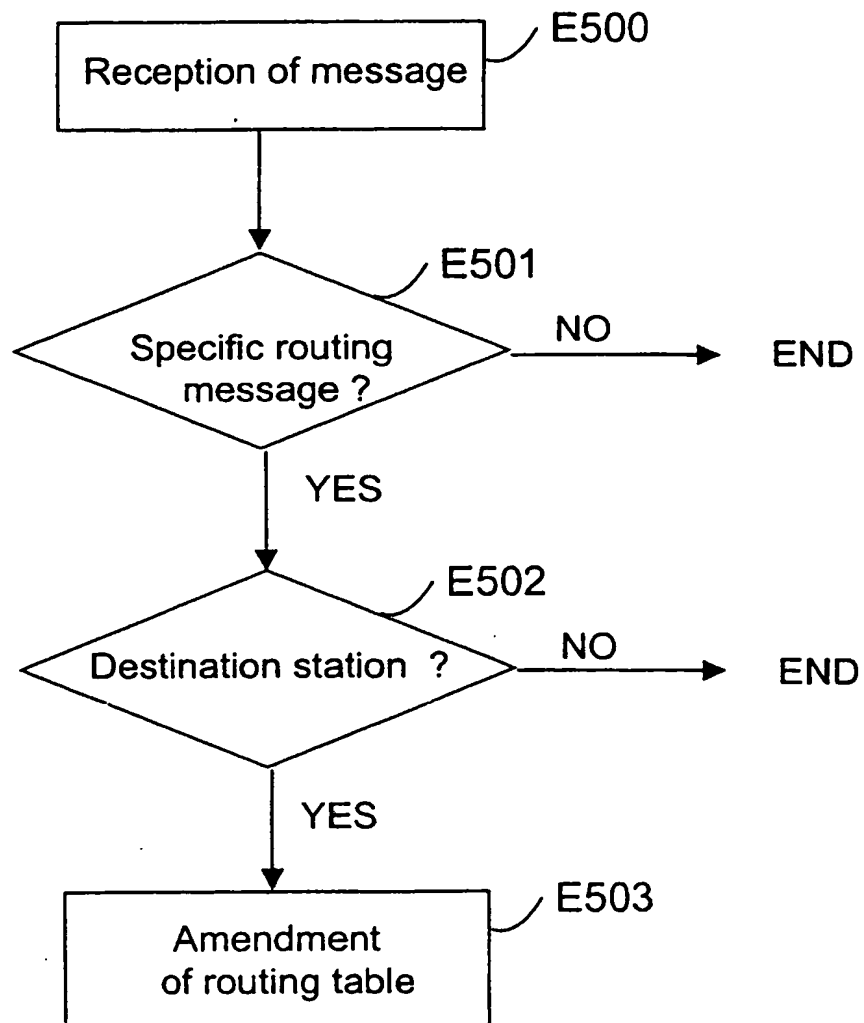 E500
Reception of message
E501
Specific routing
message ?
NO
END
YES
E502
Destination station ?
NO
END
YES
E503
Amendment
of routing table